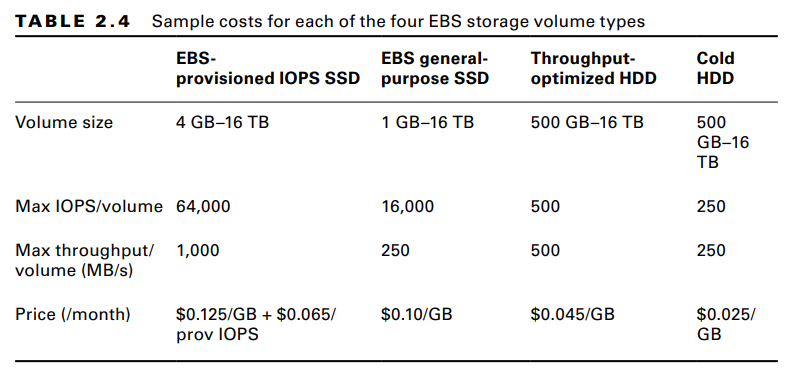 TABLE 2.4 Sample costs for each of the four EBS storage volume types
EBS-provisioned IOPS SSD EBS general-purpose SSD Throughput-optimized HDD Cold HDD
Volume size 4 GB–16 TB 1 GB–16 TB 500 GB–16 TB 500 GB–16 TB
Max IOPS/volume 64,000 16,000 500 250
Max throughput/volume (MB/s) 1,000 250 500 250
Price (/month) $0.125/GB + $0.065/prov IOPS $0.10/GB $0.045/GB $0.025/GB